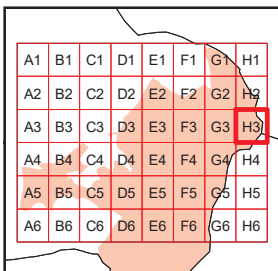 A1 B1 C1 D1 E1 F1 G1 H1
A2 B2 C2 D2 E2 F2 G2 H2
A3 B3 C3 D3 E3 F3 G3 H3
A4 B4 C4 D4 E4 F4 G4 H4
A5 B5 C5 D5 E5 F5 G5 H5
A6 B6 C6 D6 E6 F6 G6 H6